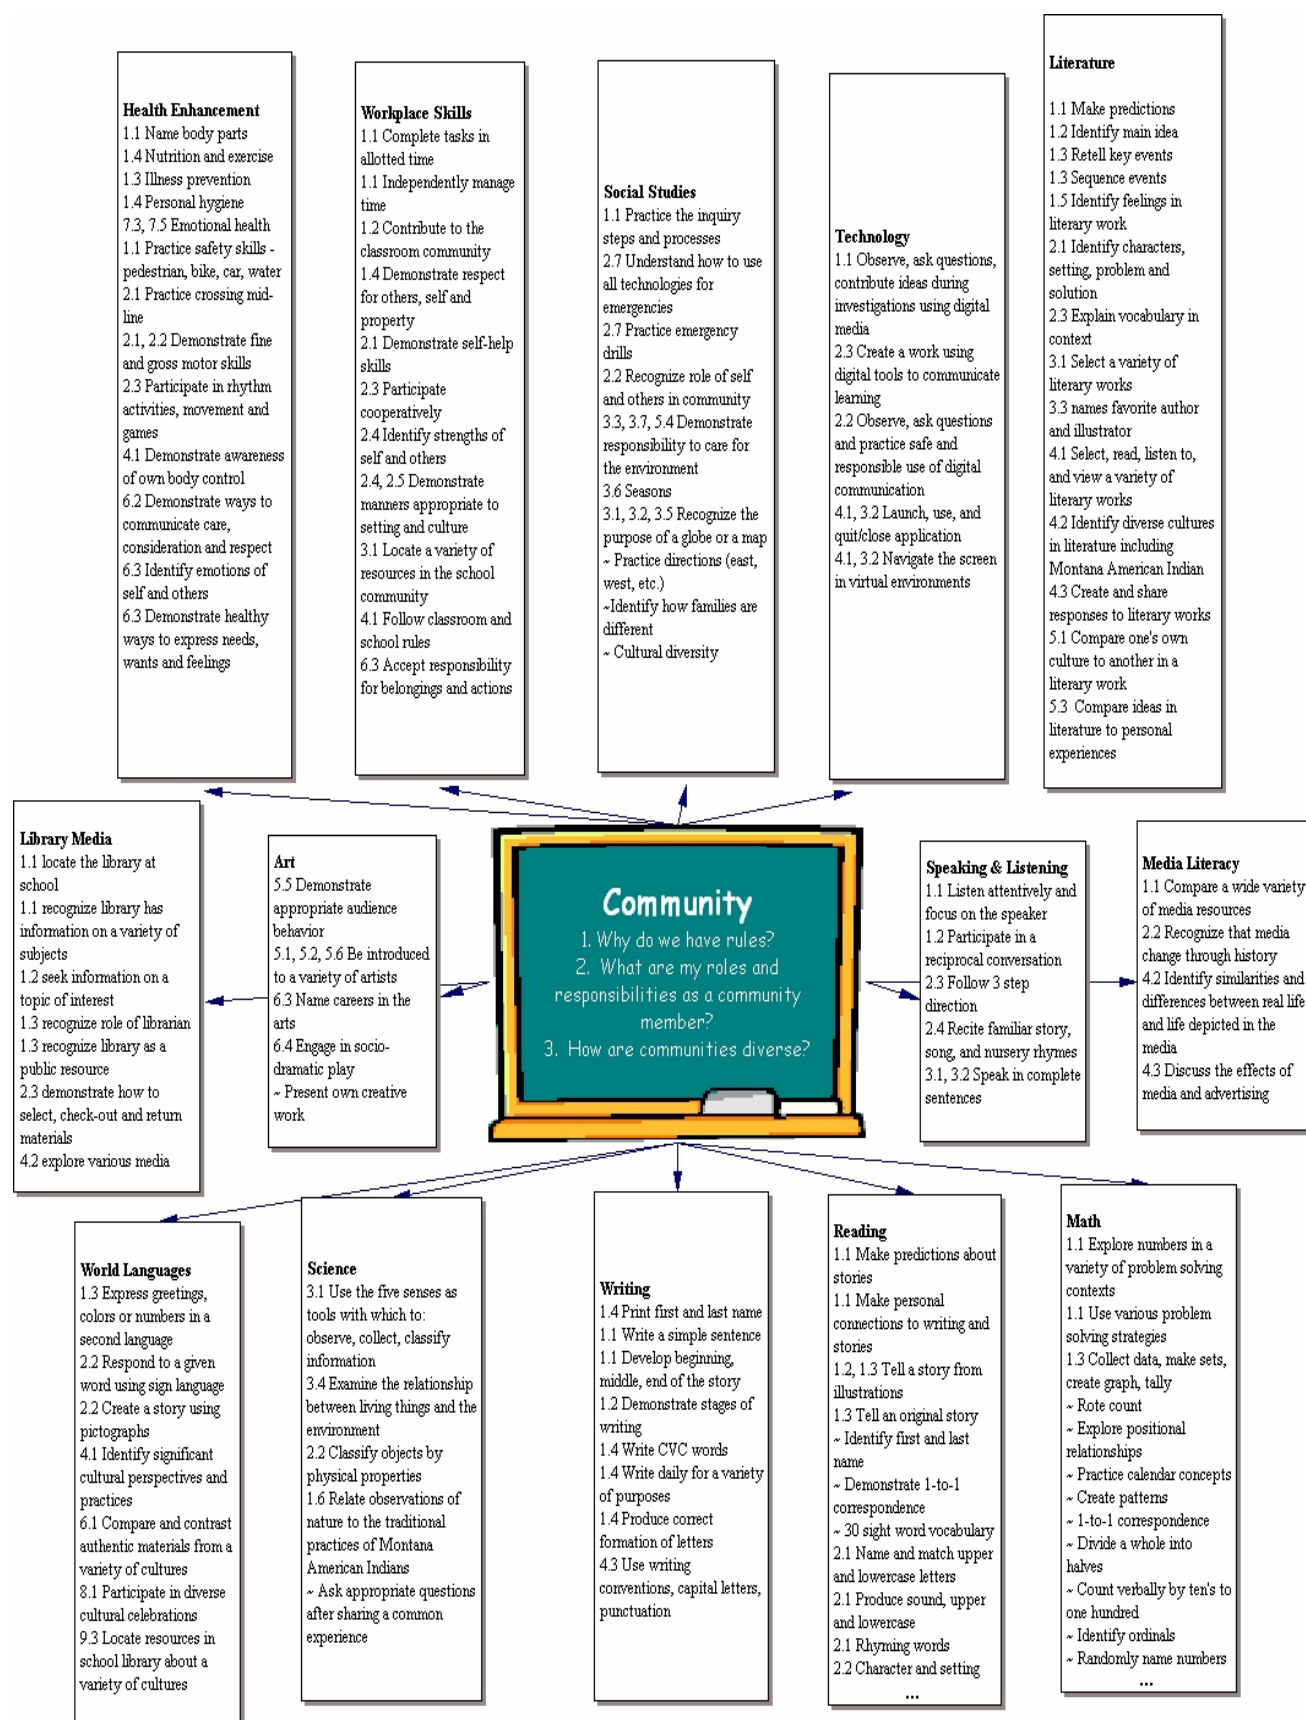 Health Enhancement
1.1 Name body parts
1.4 Nutrition and exercise
1.3 Illness prevention
1.4 Personal hygiene
7.3, 7.5 Emotional health
1.1 Practice safety skills -
pedestrian, bike, car, water
2.1 Practice crossing mid-
line
2.1, 2.2 Demonstrate fine
and gross motor skills
2.3 Participate in rhythm
activities, movement and
games
4.1 Demonstrate awareness
of own body control
6.2 Demonstrate ways to
communicate care,
consideration and respect
6.3 Identify emotions of
self and others
6.3 Demonstrate healthy
ways to express needs,
wants and feelings
Workplace Skills
1.1 Complete tasks in
allotted time
1.1 Independently manage
time
1.2 Contribute to the
classroom community
1.4 Demonstrate respect
for others, self and
property
2.1 Demonstrate self-help
skills
2.3 Participate
cooperatively
2.4 Identify strengths of
self and others
2.4, 2.5 Demonstrate
manners appropriate to
setting and culture
3.1 Locate a variety of
resources in the school
community
4.1 Follow classroom and
school rules
6.3 Accept responsibility
for belongings and actions
Social Studies
1.1 Practice the inquiry
steps and processes
2.7 Understand how to use
all technologies for
emergencies
2.7 Practice emergency
drills
2.2 Recognize role of self
and others in community
3.3, 3.7, 5.4 Demonstrate
responsibility to care for
the environment
3.6 Seasons
3.1, 3.2, 3.5 Recognize the
purpose of a globe or a map
~ Practice directions (east,
west, etc.)
~Identify how families are
different
~ Cultural diversity
Technology
1.1 Observe, ask questions,
contribute ideas during
investigations using digital
media
2.3 Create a work using
digital tools to communicate
learning
2.2 Observe, ask questions
and practice safe and
responsible use of digital
communication
4.1, 3.2 Launch, use, and
quit/close application
4.1, 3.2 Navigate the screen
in virtual environments
Literature
1.1 Make predictions
1.2 Identify main idea
1.3 Retell key events
1.3 Sequence events
1.5 Identify feelings in
literary work
2.1 Identify characters,
setting, problem and
solution
2.3 Explain vocabulary in
context
3.1 Select a variety of
literary works
3.3 names favorite author
and illustrator
4.1 Select, read, listen to,
and view a variety of
literary works
4.2 Identify diverse cultures
in literature including
Montana American Indian
4.3 Create and share
responses to literary works
5.1 Compare one's own
culture to another in a
literary work
5.3 Compare ideas in
literature to personal
experiences
Library Media
1.1 locate the library at
school
1.1 recognize library has
information on a variety of
subjects
1.2 seek information on a
topic of interest
1.3 recognize role of librarian
1.3 recognize library as a
public resource
2.3 demonstrate how to
select, check-out and return
materials
4.2 explore various media
Art
5.5 Demonstrate
appropriate audience
behavior
5.1, 5.2, 5.6 Be introduced
to a variety of artists
6.3 Name careers in the
arts
6.4 Engage in socio-
dramatic play
~ Present own creative
work
Community
1. Why do we have rules?
2. What are my roles and
responsibilities as a community
member?
3. How are communities diverse?
Speaking & Listening
1.1 Listen attentively and
focus on the speaker
1.2 Participate in a
reciprocal conversation
2.3 Follow 3 step
direction
2.4 Recite familiar story,
song, and nursery rhymes
3.1, 3.2 Speak in complete
sentences
Media Literacy
1.1 Compare a wide variety
of media resources
2.2 Recognize that media
change through history
4.2 Identify similarities and
differences between real life
and life depicted in the
media
4.3 Discuss the effects of
media and advertising
World Languages
1.3 Express greetings,
colors or numbers in a
second language
2.2 Respond to a given
word using sign language
2.2 Create a story using
pictographs
4.1 Identify significant
cultural perspectives and
practices
6.1 Compare and contrast
authentic materials from a
variety of cultures
8.1 Participate in diverse
cultural celebrations
9.3 Locate resources in
school library about a
variety of cultures
Science
3.1 Use the five senses as
tools with which to:
observe, collect, classify
information
3.4 Examine the relationship
between living things and the
environment
2.2 Classify objects by
physical properties
1.6 Relate observations of
nature to the traditional
practices of Montana
American Indians
~ Ask appropriate questions
after sharing a common
experience
Writing
1.4 Print first and last name
1.1 Write a simple sentence
1.1 Develop beginning,
middle, end of the story
1.2 Demonstrate stages of
writing
1.4 Write CVC words
1.4 Write daily for a variety
of purposes
1.4 Produce correct
formation of letters
4.3 Use writing
conventions, capital letters,
punctuation
Reading
1.1 Make predictions about
stories
1.1 Make personal
connections to writing and
stories
1.2, 1.3 Tell a story from
illustrations
1.3 Tell an original story
~ Identify first and last
name
~ Demonstrate 1-to-1
correspondence
~ 30 sight word vocabulary
2.1 Name and match upper
and lowercase letters
2.1 Produce sound, upper
and lowercase
2.1 Rhyming words
2.2 Character and setting
...
Math
1.1 Explore numbers in a
variety of problem solving
contexts
1.1 Use various problem
solving strategies
1.3 Collect data, make sets,
create graph, tally
~ Rote count
~ Explore positional
relationships
~ Practice calendar concepts
~ Create patterns
~ 1-to-1 correspondence
~ Divide a whole into
halves
~ Count verbally by ten's to
one hundred
~ Identify ordinals
~ Randomly name numbers
...